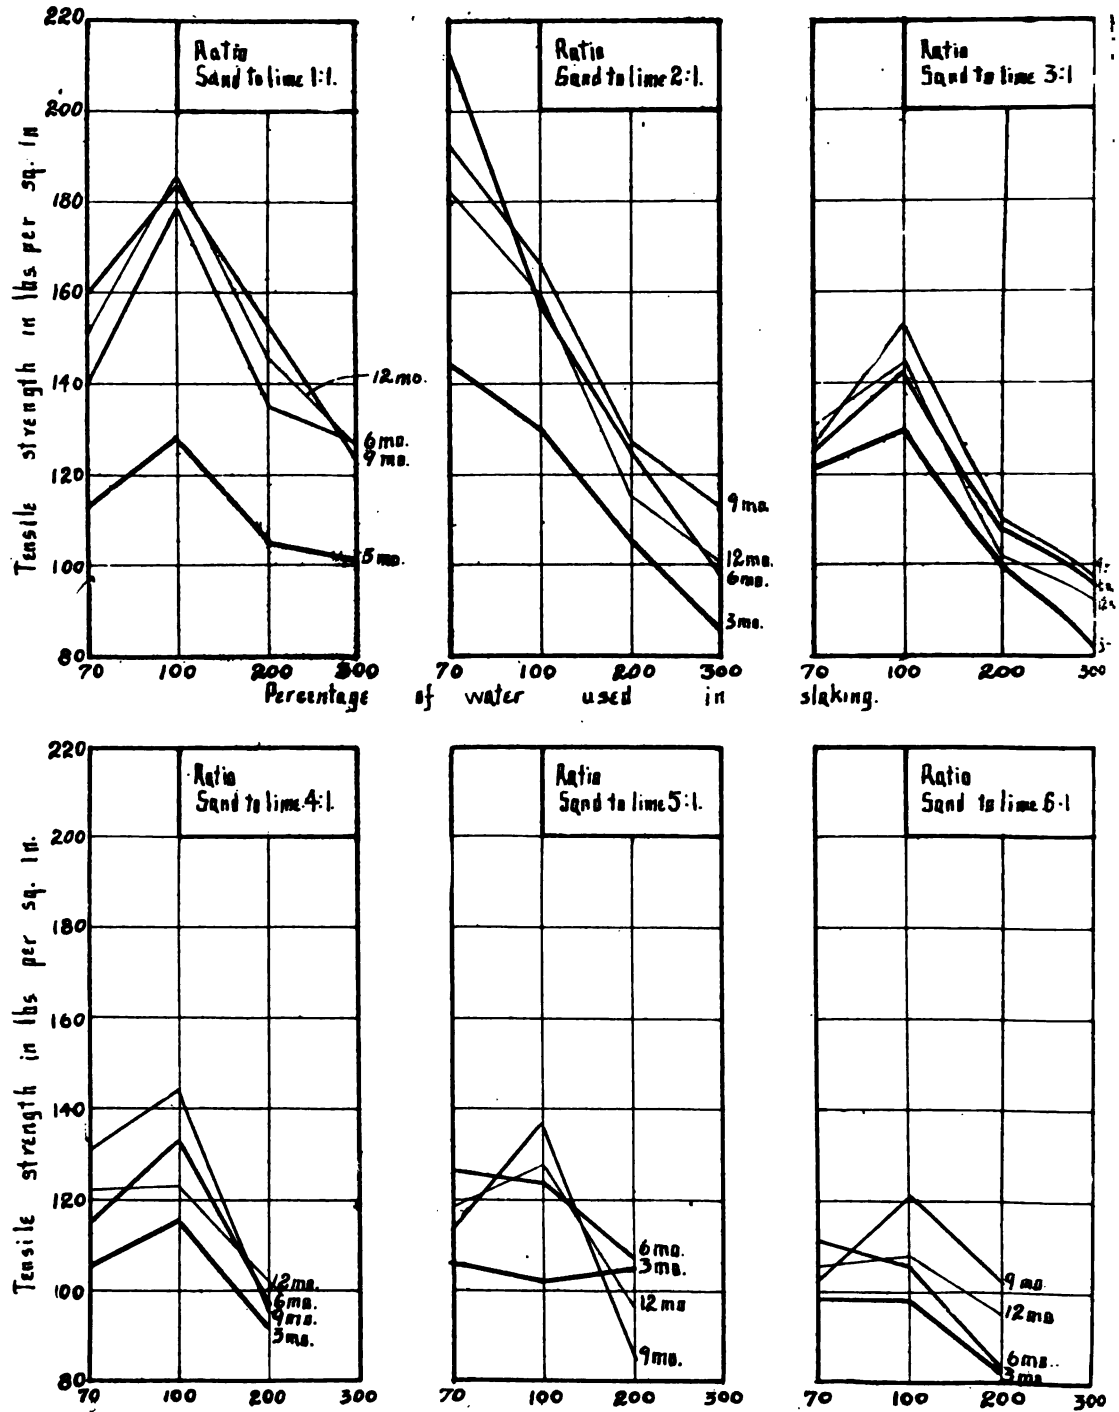 220
200
180
160
140
120
100
80
Tensile strength in lbs per sq. in
Ratio
Sand to lime 1:1.
12 mo.
6 mo.
9 mo.
3 mo.
70 100 200 300
Ratio
Sand to lime 2:1.
9 mo.
12 mo.
6 mo.
3 mo.
70 100 200 300
Ratio
Sand to lime 3:1
70 100 200 300
Percentage of water used in slaking.
220
200
180
160
140
120
100
80
Tensile strength in lbs per sq. in.
Ratio
Sand to lime 4:1.
12 mo.
6 mo.
9 mo.
3 mo.
70 100 200 300
Ratio
Sand to lime 5:1.
6 mo.
3 mo.
12 mo
9 mo.
70 100 200 300
Ratio
Sand to lime 6:1
9 mo.
12 mo
6 mo.
3 mo.
70 100 200 300